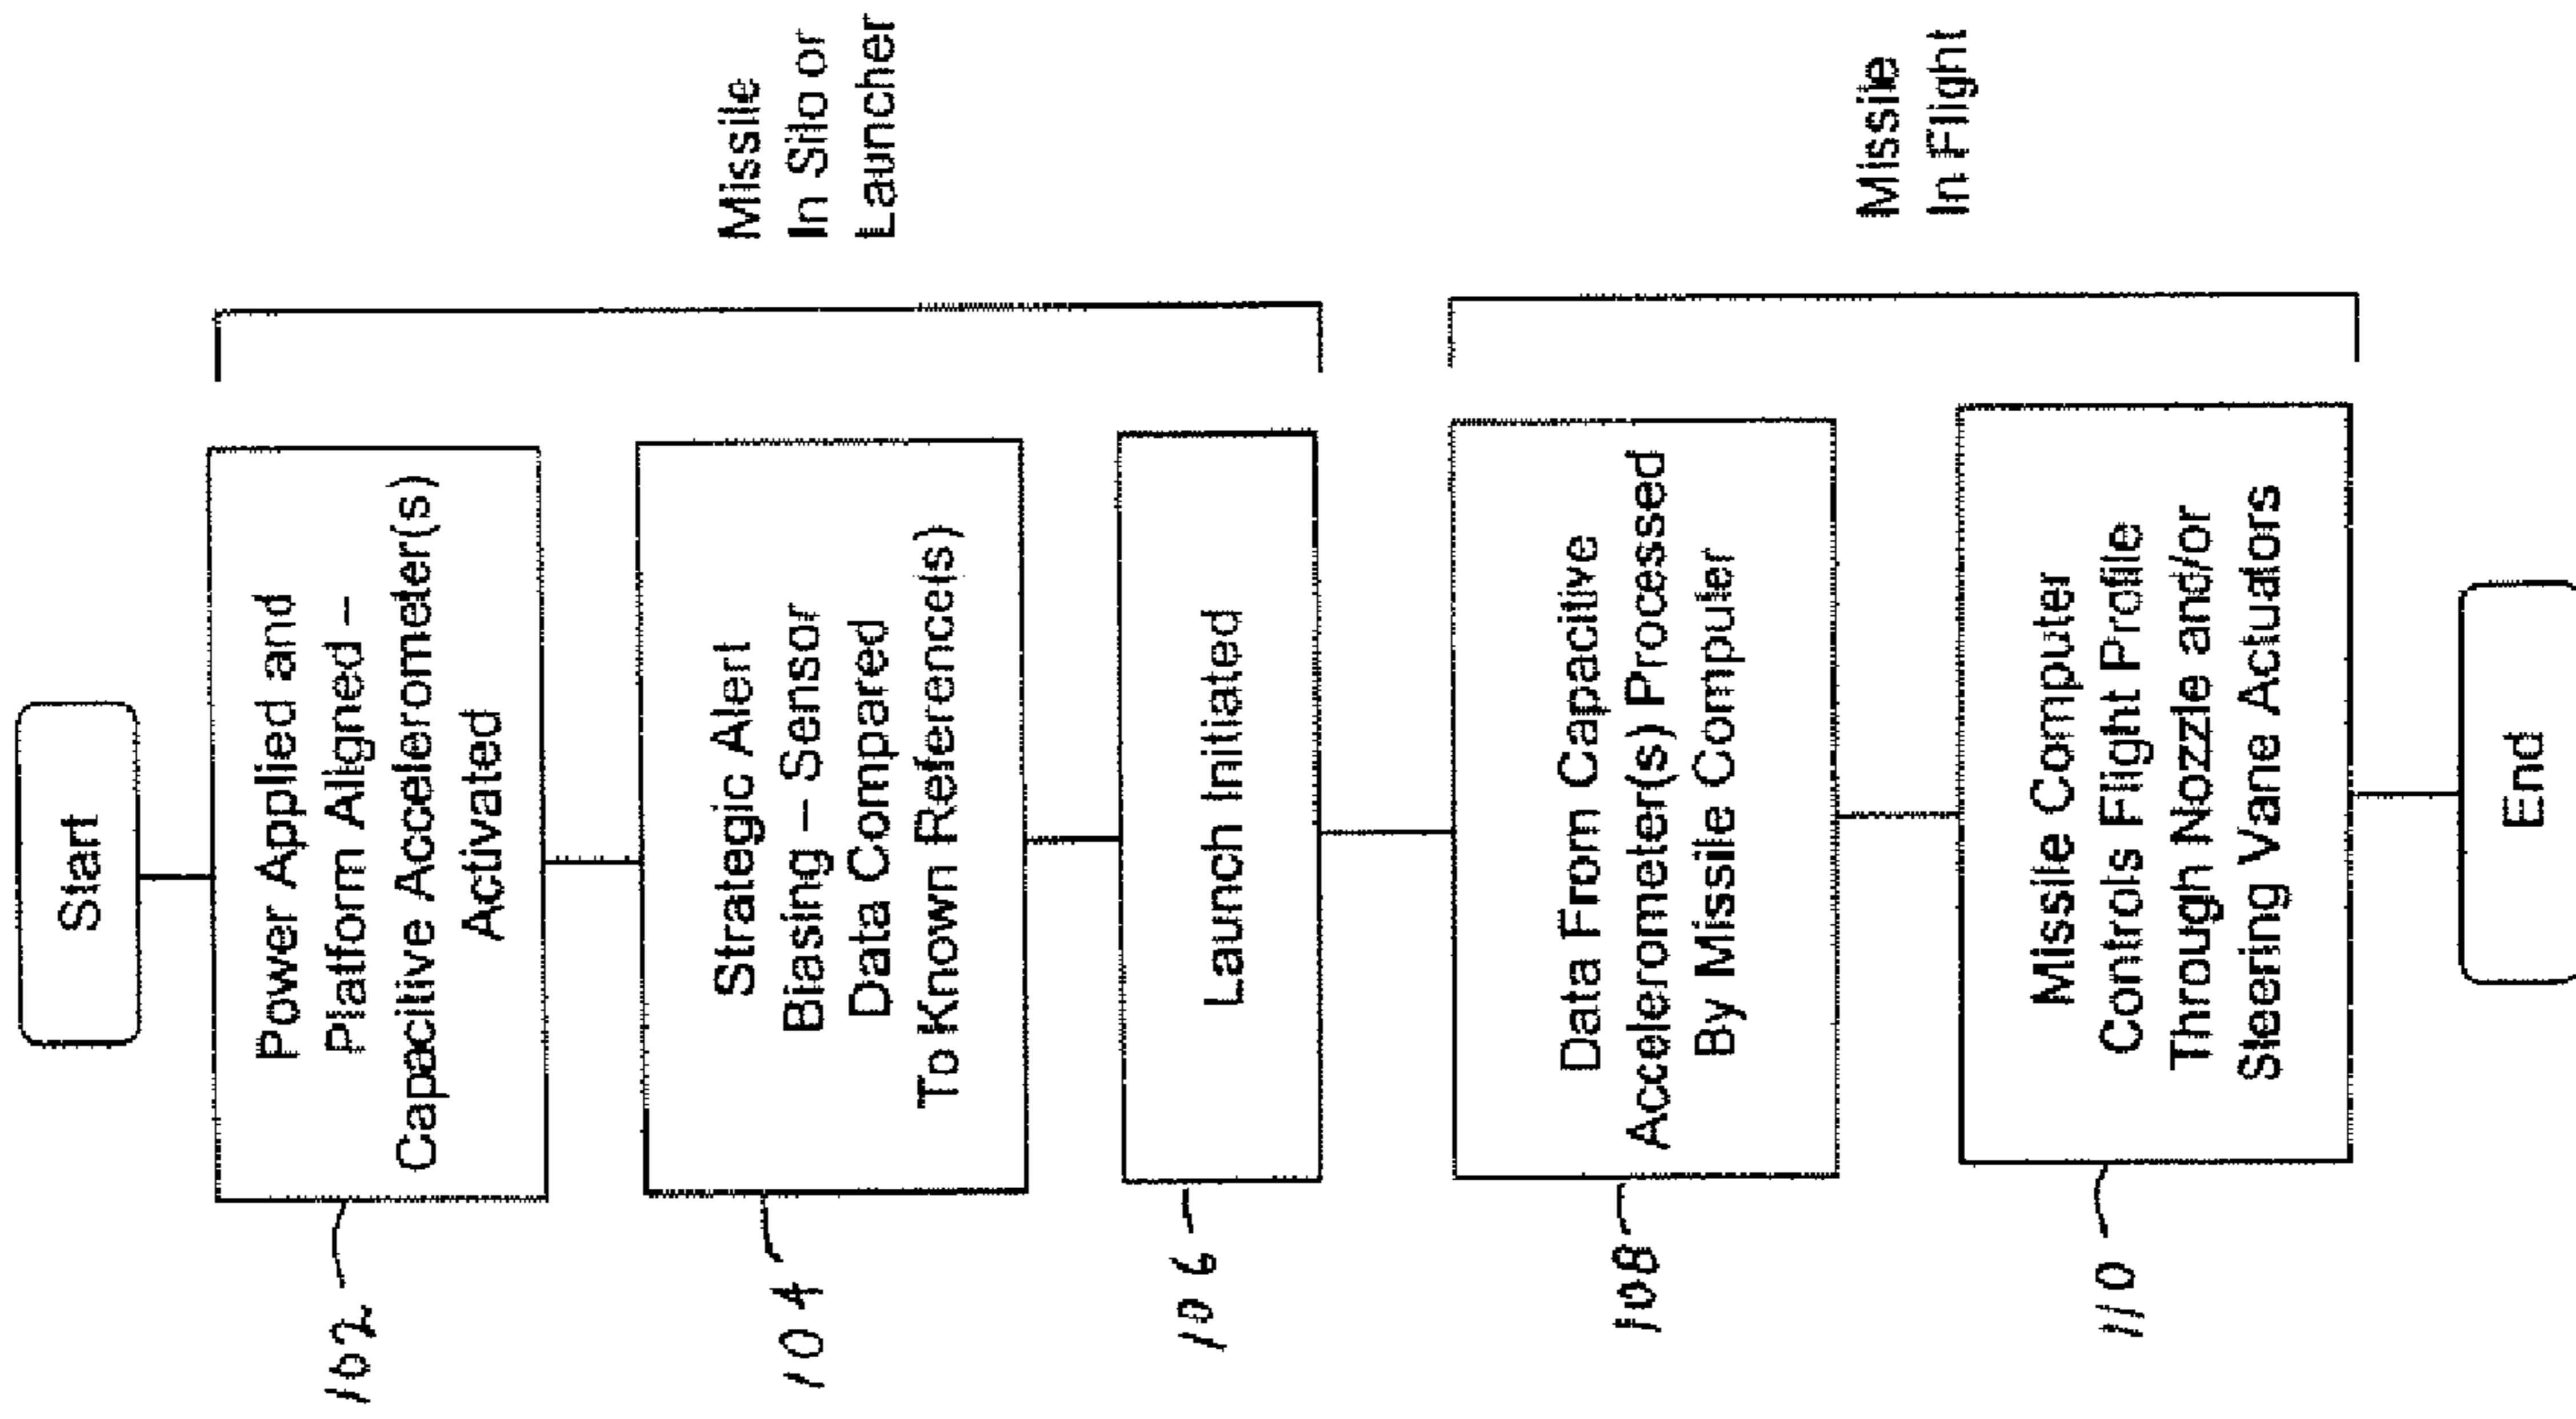 Start
102
Power Applied and
Platform Aligned –
Capacitive Accelerometer(s)
Activated
104
Strategic Alert
Biasing – Sensor
Data Compared
To Known Reference(s)
106
Launch Initiated
Missile
In Silo or
Launcher
108
Data From Capacitive
Accelerometer(s) Processed
By Missile Computer
110
Missile Computer
Controls Flight Profile
Through Nozzle and/or
Steering Vane Actuators
Missile
In Flight
End